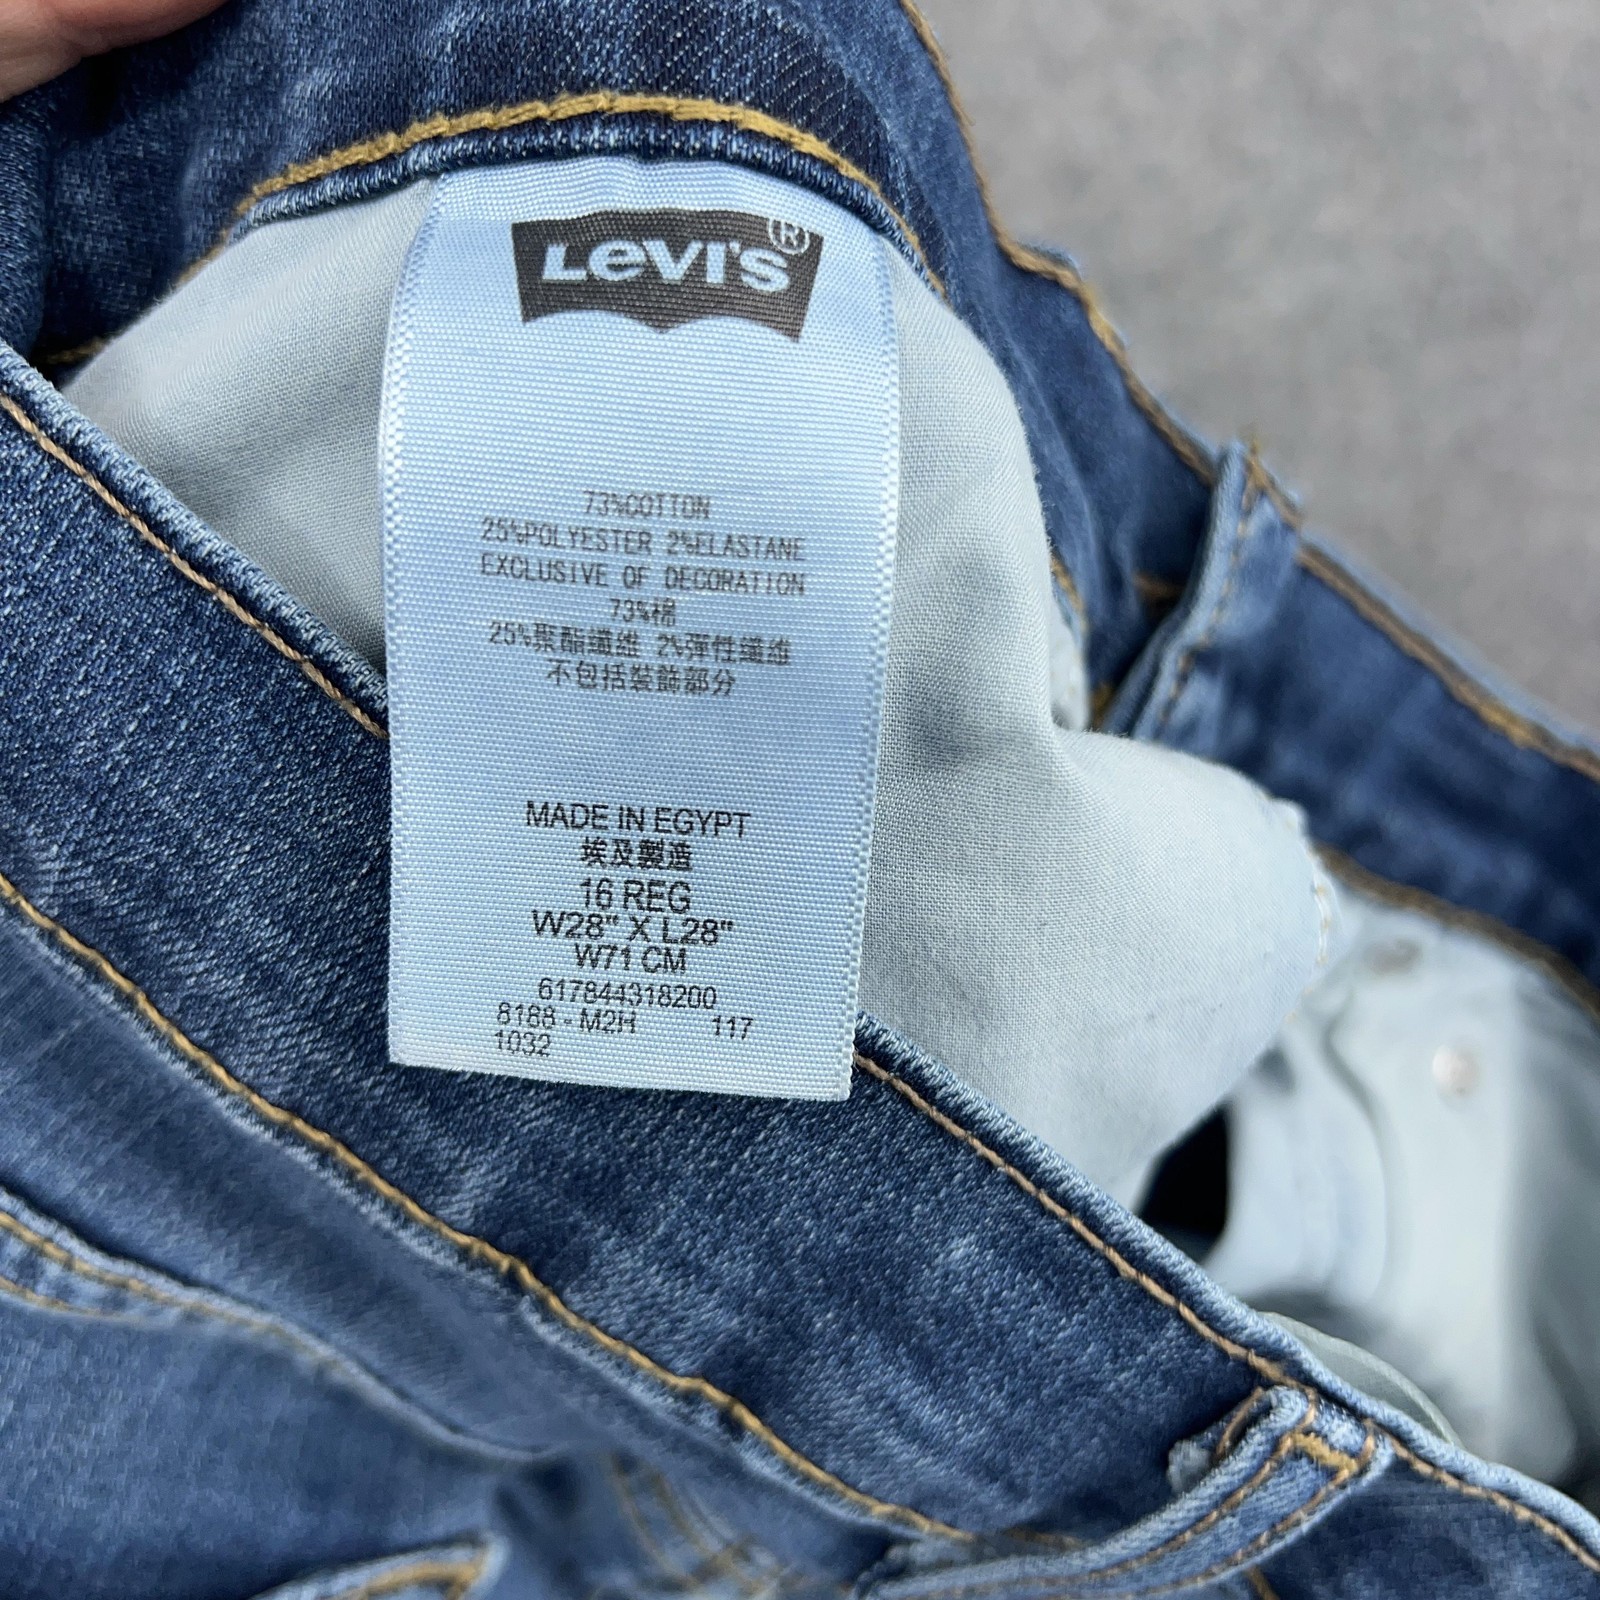 Levi's®
73%COTTON
25%POLYESTER 2%ELASTANE
EXCLUSIVE OF DECORATION
73%棉
25%聚酯纖维 2%彈性纖维
不包括裝飾部分
MADE IN EGYPT
埃及製造
16 REG
W28" X L28"
W71 CM
617844318200
8188 - M2H 117
1032